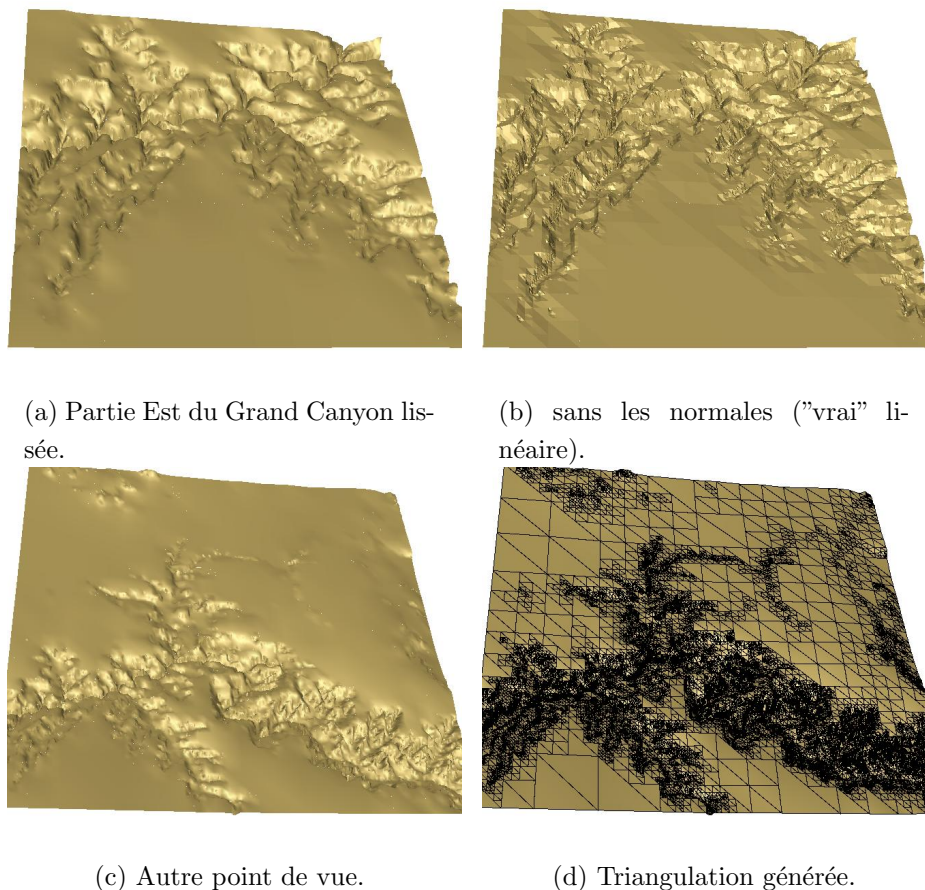 (a) Partie Est du Grand Canyon lis-
sée.
(b) sans les normales (”vrai” li-
néaire).
(c) Autre point de vue.
(d) Triangulation générée.